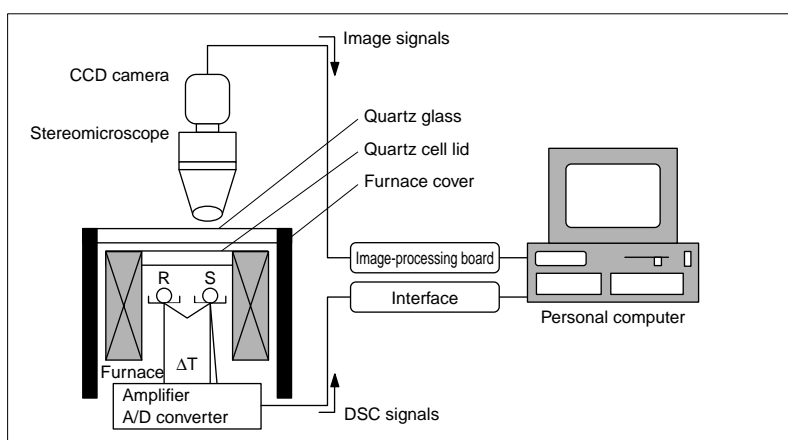 Image signals
CCD camera
Quartz glass
Stereomicroscope
Quartz cell lid
Furnace cover
R S
Image-processing board
Interface
Personal computer
ΔT
Furnace
Amplifier
A/D converter
DSC signals